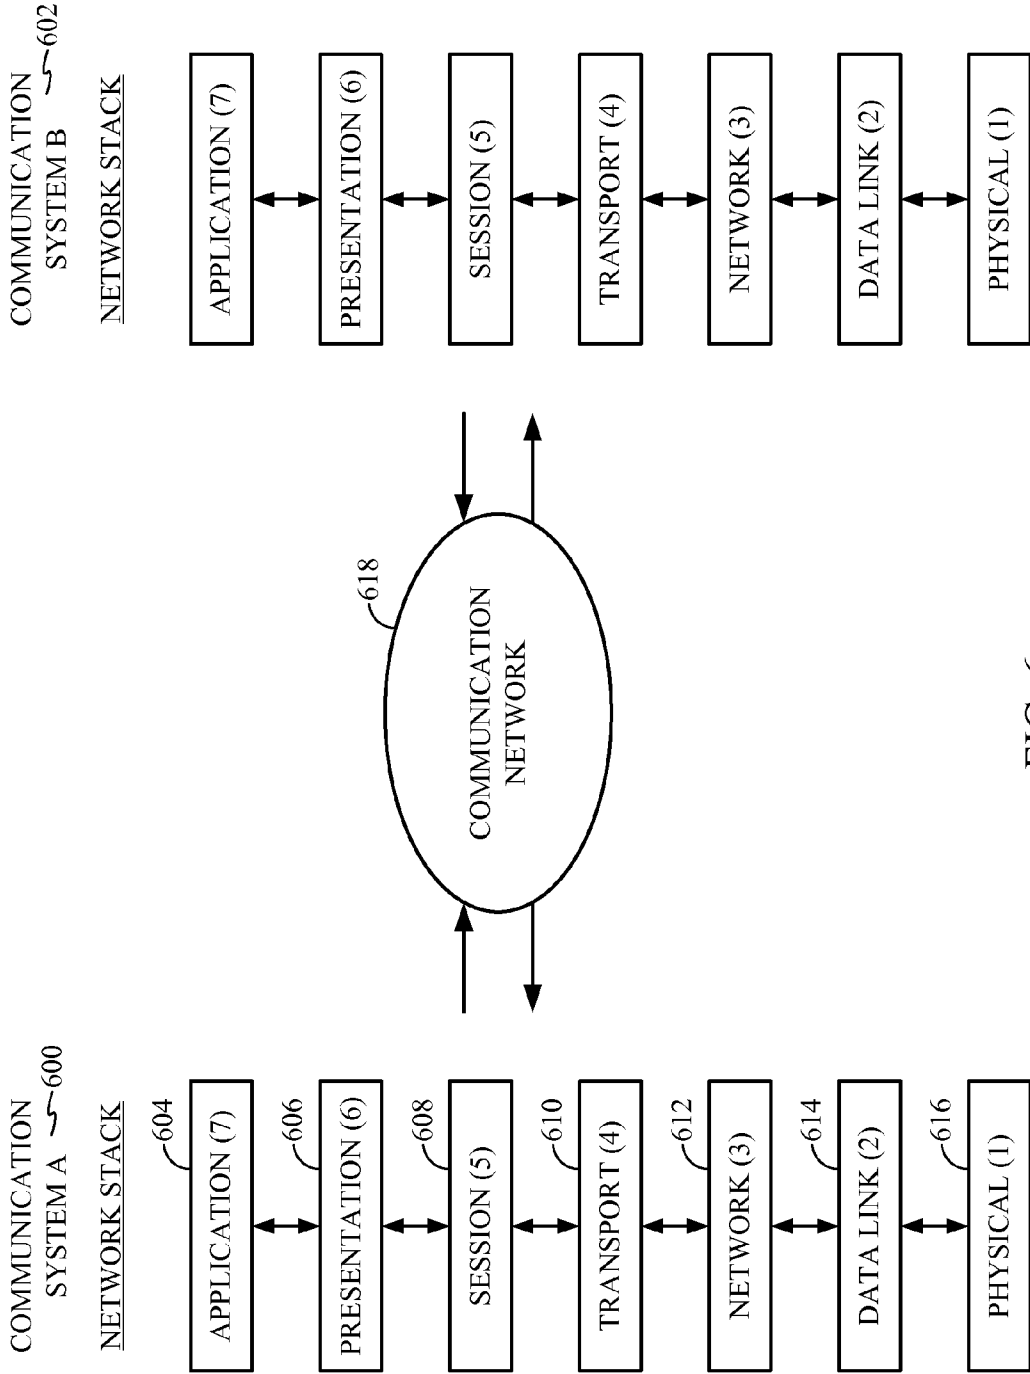 COMMUNICATION
SYSTEM A 600
NETWORK STACK
604
APPLICATION (7)
606
PRESENTATION (6)
608
SESSION (5)
610
TRANSPORT (4)
612
NETWORK (3)
614
DATA LINK (2)
616
PHYSICAL (1)
618
COMMUNICATION
NETWORK
COMMUNICATION
SYSTEM B 602
NETWORK STACK
APPLICATION (7)
PRESENTATION (6)
SESSION (5)
TRANSPORT (4)
NETWORK (3)
DATA LINK (2)
PHYSICAL (1)
FIG. 6